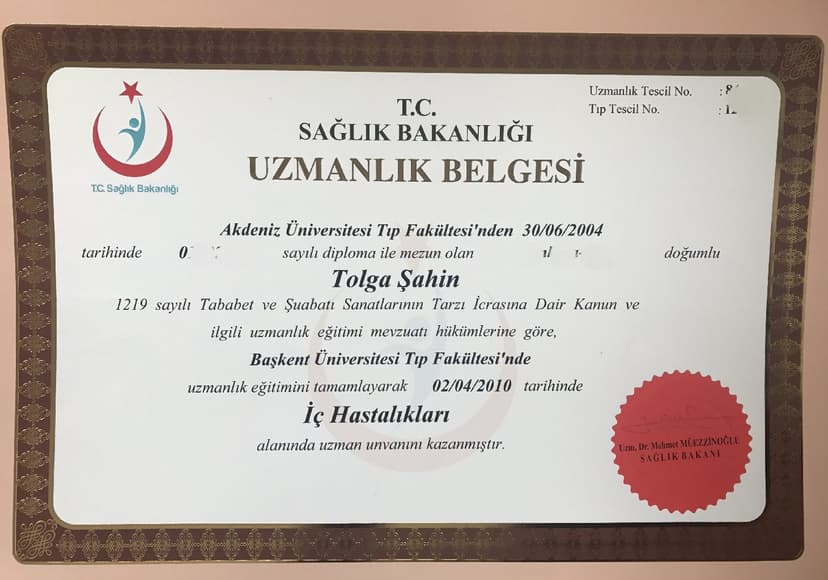 T.C. Sağlık Bakanlığı
Uzmanlık Tescil No. :
Tıp Tescil No. :
T.C.
SAĞLIK BAKANLIĞI
UZMANLIK BELGESİ
Akdeniz Üniversitesi Tıp Fakültesi'nden 30/06/2004
tarihinde sayılı diploma ile mezun olan doğumlu
Tolga Şahin
1219 sayılı Tababet ve Şuabatı Sanatlarının Tarzı İcrasına Dair Kanun ve
ilgili uzmanlık eğitimi mevzuatı hükümlerine göre,
Başkent Üniversitesi Tıp Fakültesi'nde
uzmanlık eğitimini tamamlayarak 02/04/2010 tarihinde
İç Hastalıkları
alanında uzman unvanını kazanmıştır.
Uzm. Dr. Mehmet MÜEZZİNOĞLU
SAĞLIK BAKANI